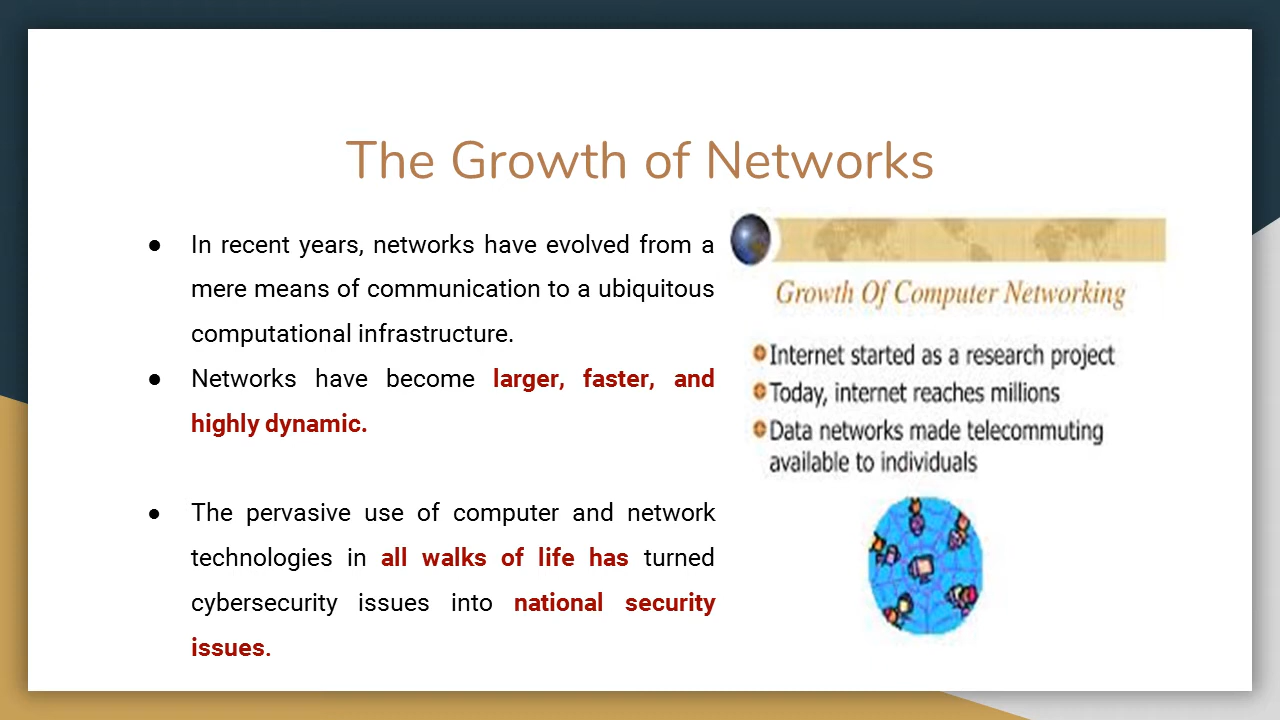 The Growth of Networks
● In recent years, networks have evolved from a
mere means of communication to a ubiquitous
computational infrastructure.
● Networks have become larger, faster, and
highly dynamic.
● The pervasive use of computer and network
technologies in all walks of life has turned
cybersecurity issues into national security
issues.
Growth Of Computer Networking
Internet started as a research project
Today, internet reaches millions
Data networks made telecommuting
available to individuals